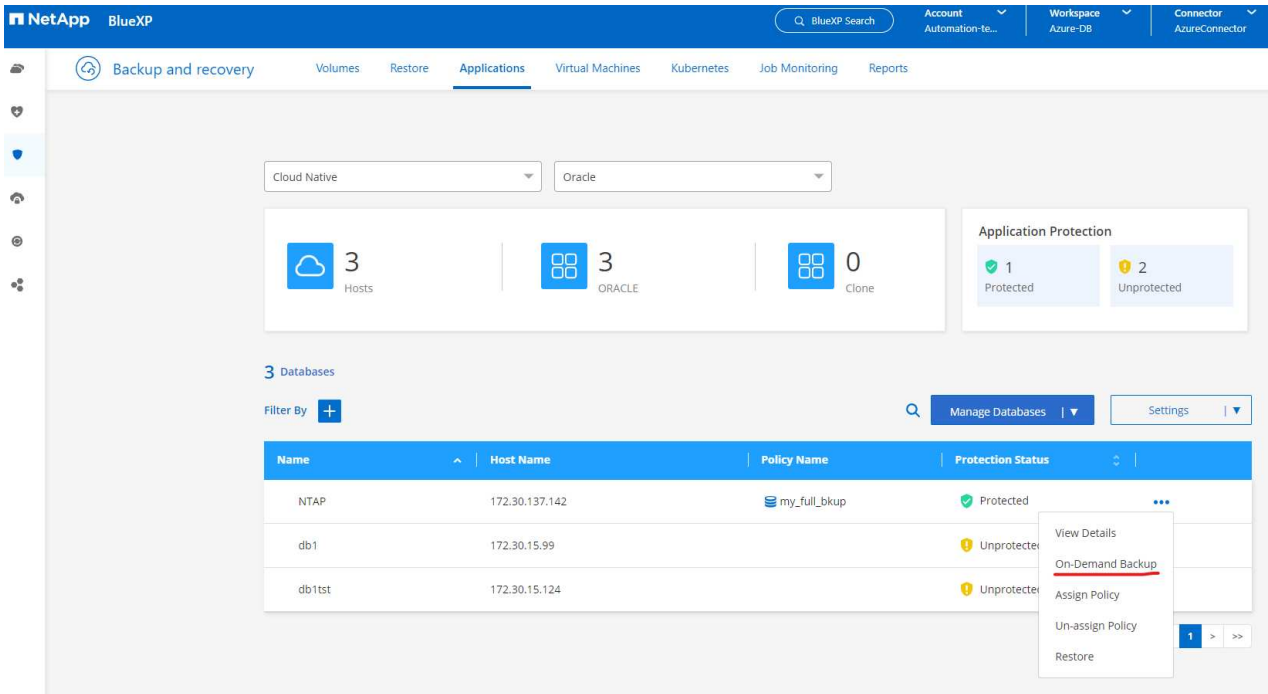 NetApp BlueXP
BlueXP Search
Account
Automation-te...
Workspace
Azure-DB
Connector
AzureConnector
Backup and recovery
Volumes Restore Applications Virtual Machines Kubernetes Job Monitoring Reports
Cloud Native Oracle
3
Hosts
3
ORACLE
0
Clone
Application Protection
1
Protected
2
Unprotected
3 Databases
Filter By
Manage Databases
Settings
Name Host Name Policy Name Protection Status
NTAP 172.30.137.142 my_full_bkup Protected
db1 172.30.15.99 Unprotected
db1tst 172.30.15.124 Unprotected
View Details
On-Demand Backup
Assign Policy
Un-assign Policy
Restore
1 > >>